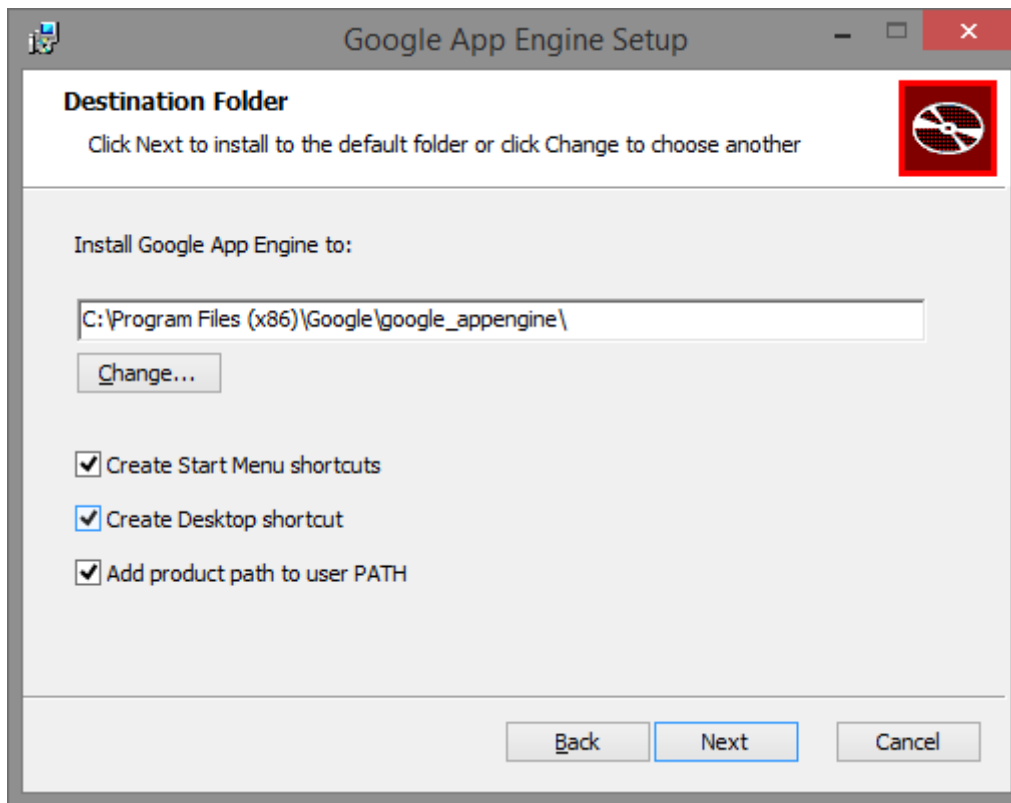 Google App Engine Setup
Destination Folder
Click Next to install to the default folder or click Change to choose another
Install Google App Engine to:
C:\Program Files (x86)\Google\google_appengine\
Change...
Create Start Menu shortcuts
Create Desktop shortcut
Add product path to user PATH
Back Next Cancel